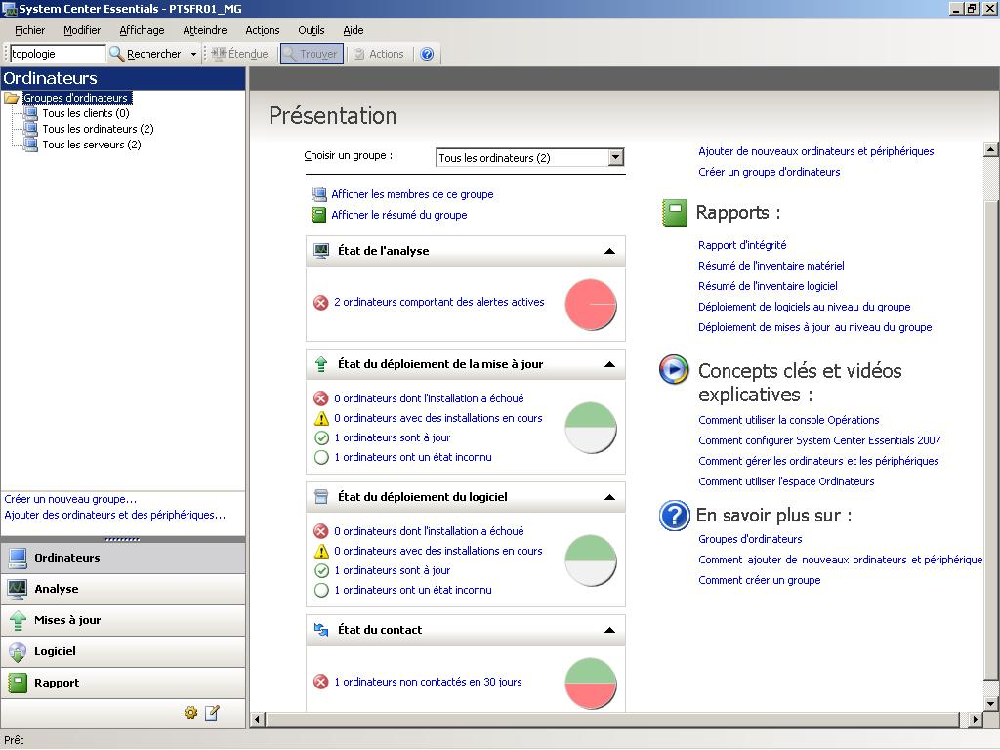 System Center Essentials - PTSFR01_MG
Fichier Modifier Affichage Atteindre Actions Outils Aide
topologie Rechercher Étendue Trouver Actions
Ordinateurs
Groupes d'ordinateurs
Tous les clients (0)
Tous les ordinateurs (2)
Tous les serveurs (2)
Créer un nouveau groupe...
Ajouter des ordinateurs et des périphériques...
Ordinateurs
Analyse
Mises à jour
Logiciel
Rapport
Présentation
Choisir un groupe : Tous les ordinateurs (2)
Afficher les membres de ce groupe
Afficher le résumé du groupe
État de l'analyse
2 ordinateurs comportant des alertes actives
État du déploiement de la mise à jour
0 ordinateurs dont l'installation a échoué
0 ordinateurs avec des installations en cours
1 ordinateurs sont à jour
1 ordinateurs ont un état inconnu
État du déploiement du logiciel
0 ordinateurs dont l'installation a échoué
0 ordinateurs avec des installations en cours
1 ordinateurs sont à jour
1 ordinateurs ont un état inconnu
État du contact
1 ordinateurs non contactés en 30 jours
Ajouter de nouveaux ordinateurs et périphériques
Créer un groupe d'ordinateurs
Rapports :
Rapport d'intégrité
Résumé de l'inventaire matériel
Résumé de l'inventaire logiciel
Déploiement de logiciels au niveau du groupe
Déploiement de mises à jour au niveau du groupe
Concepts clés et vidéos
explicatives :
Comment utiliser la console Opérations
Comment configurer System Center Essentials 2007
Comment gérer les ordinateurs et les périphériques
Comment utiliser l'espace Ordinateurs
En savoir plus sur :
Groupes d'ordinateurs
Comment ajouter de nouveaux ordinateurs et périphérique
Comment créer un groupe
Prêt